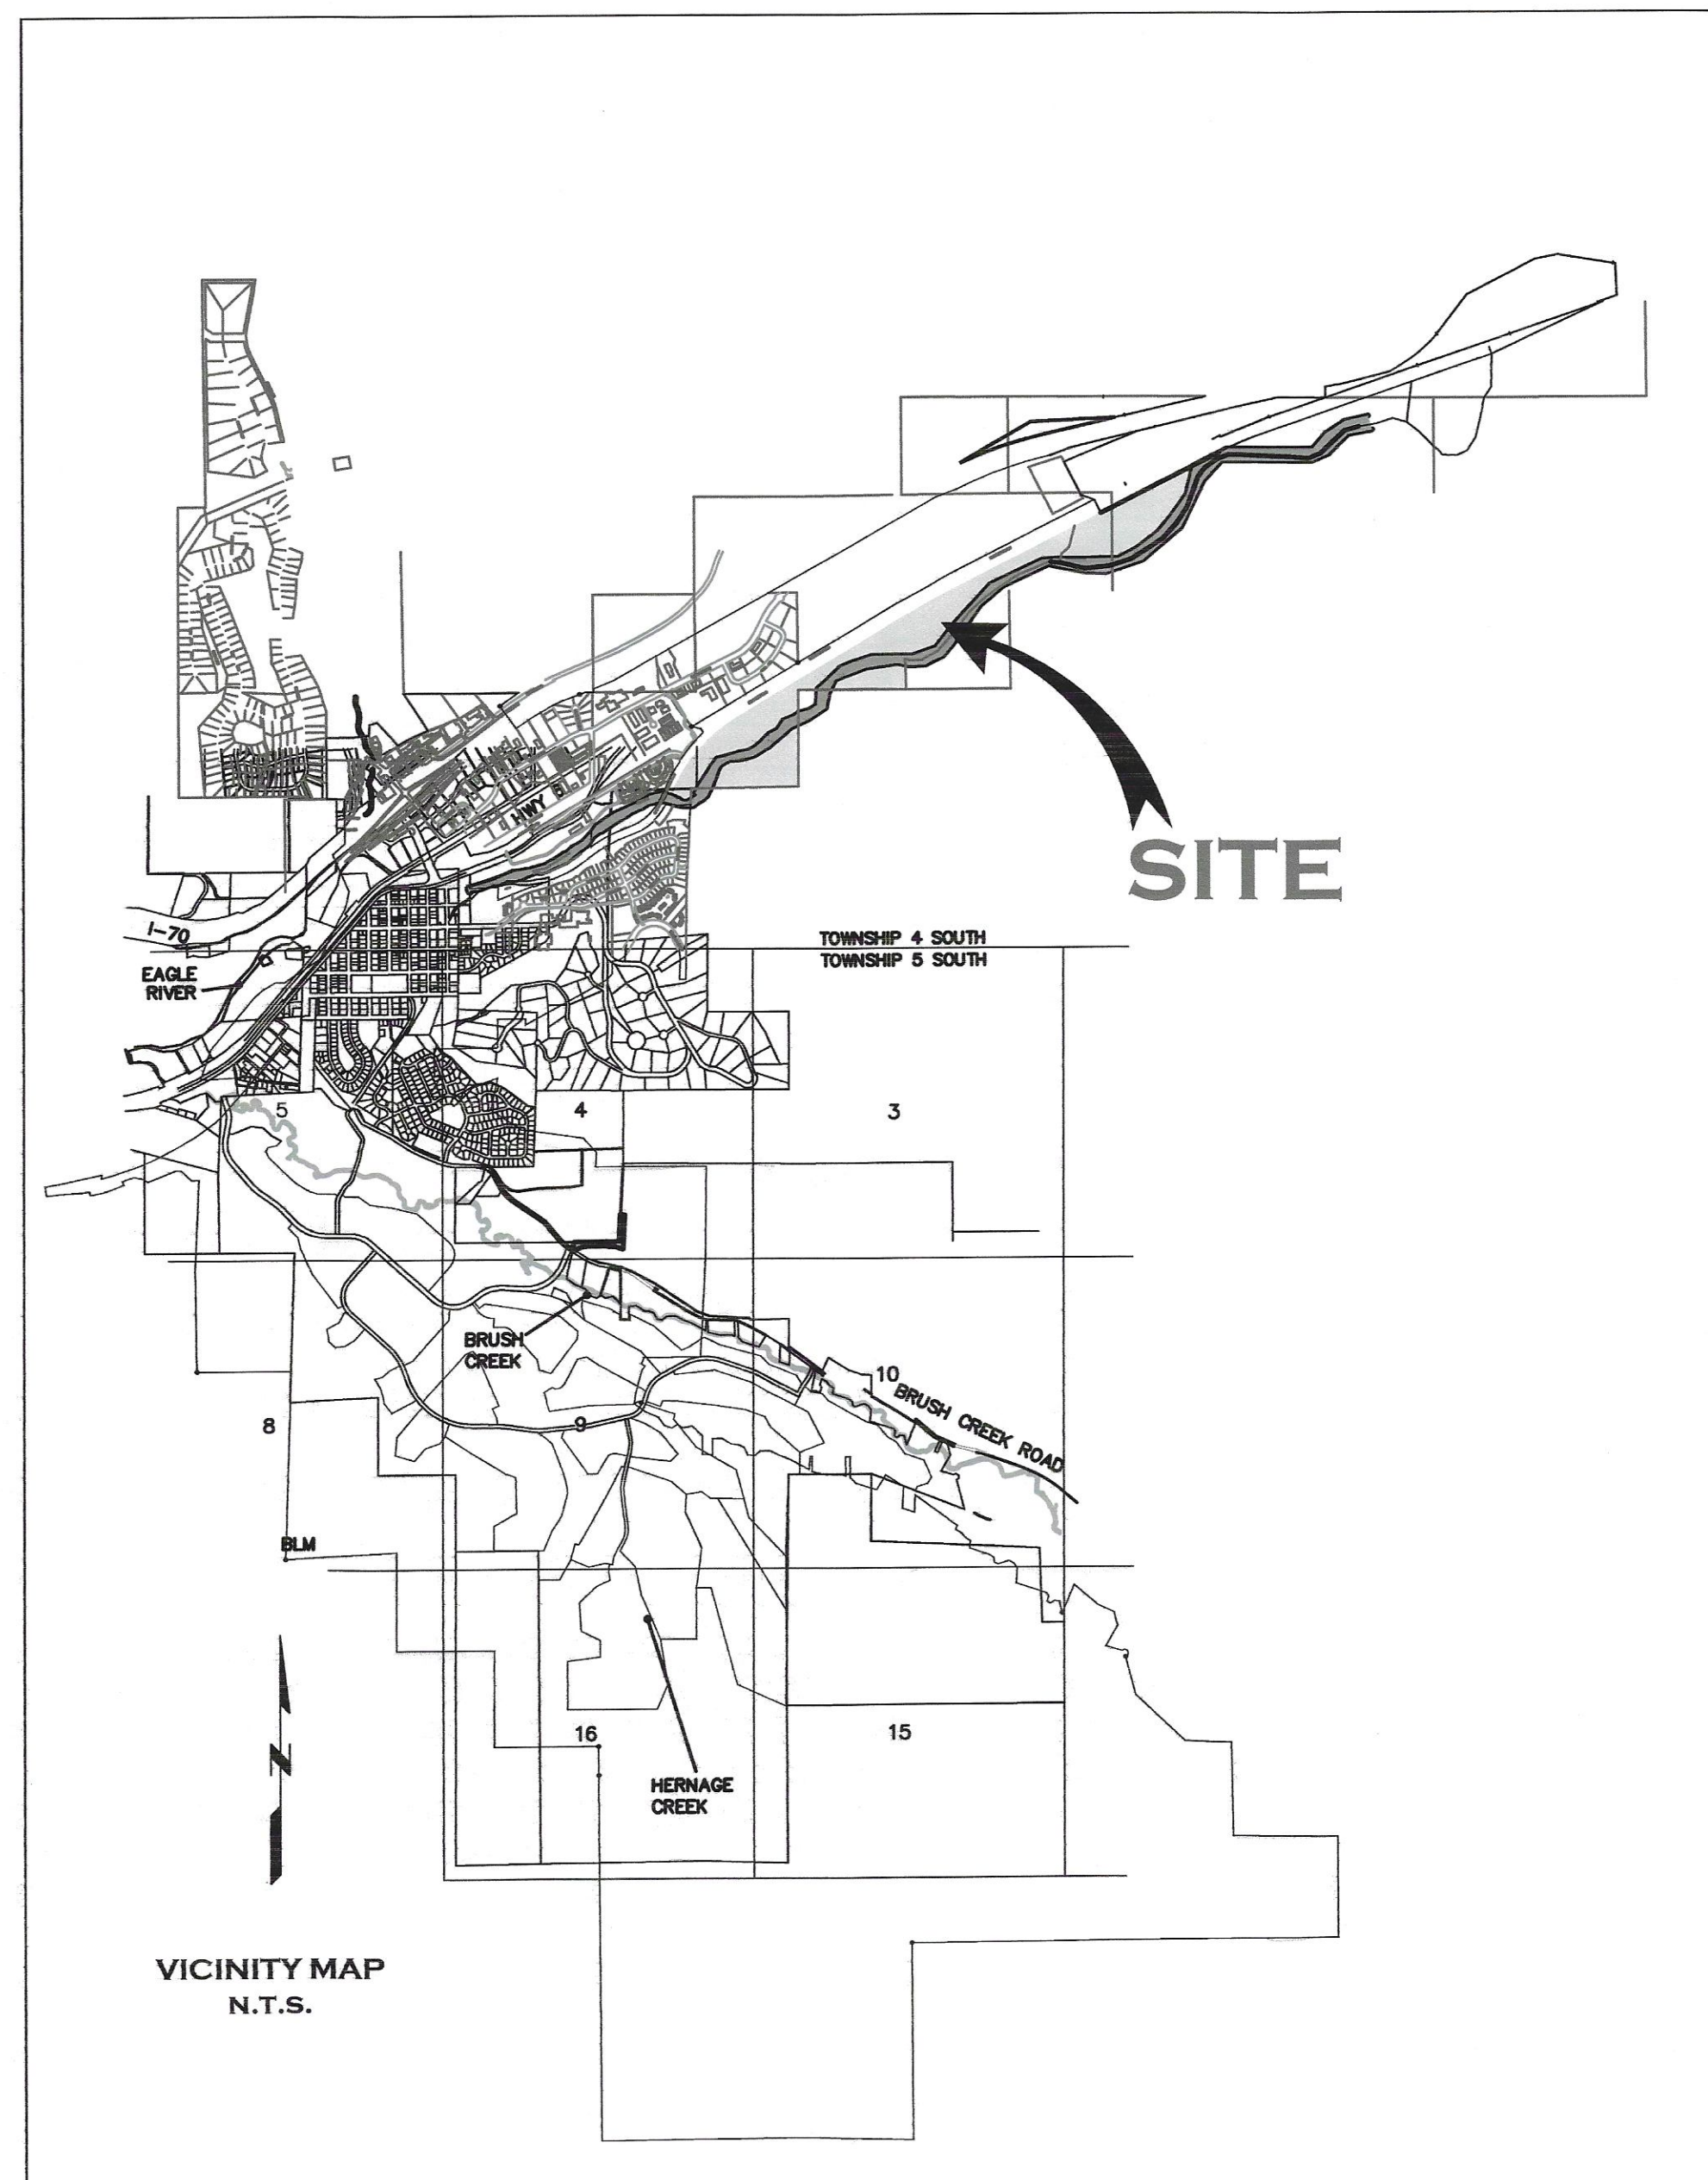 HWY 6
SITE
I-70
TOWNSHIP 4 SOUTH
TOWNSHIP 5 SOUTH
EAGLE
RIVER
5
4
3
BRUSH
CREEK
10
BRUSH CREEK ROAD
8
9
BLM
16
15
HERNAGE
CREEK
N
VICINITY MAP
N.T.S.